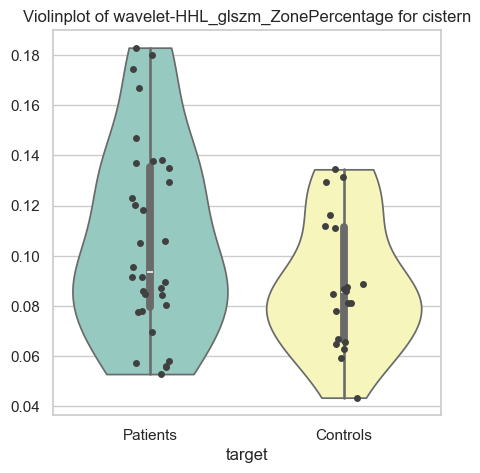 Violinplot of wavelet-HHL_glszm_ZonePercentage for cistern
0.18
0.16
0.14
0.12
0.10
0.08
0.06
0.04
Patients Controls
target